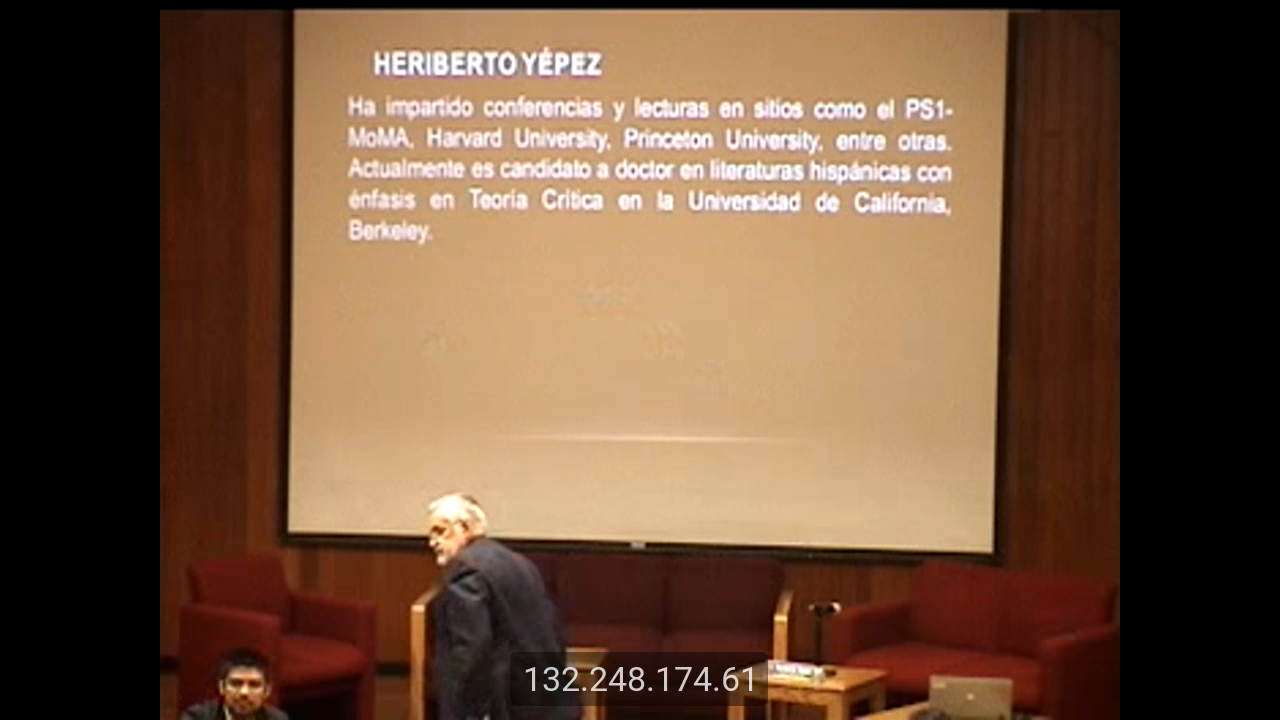 HERIBERTO YÉPEZ
Ha impartido conferencias y lecturas en sitios como el PS1-
MoMA, Harvard University, Princeton University, entre otras.
Actualmente es candidato a doctor en literaturas hispánicas con
énfasis en Teoría Crítica en la Universidad de California,
Berkeley.
132.248.174.61